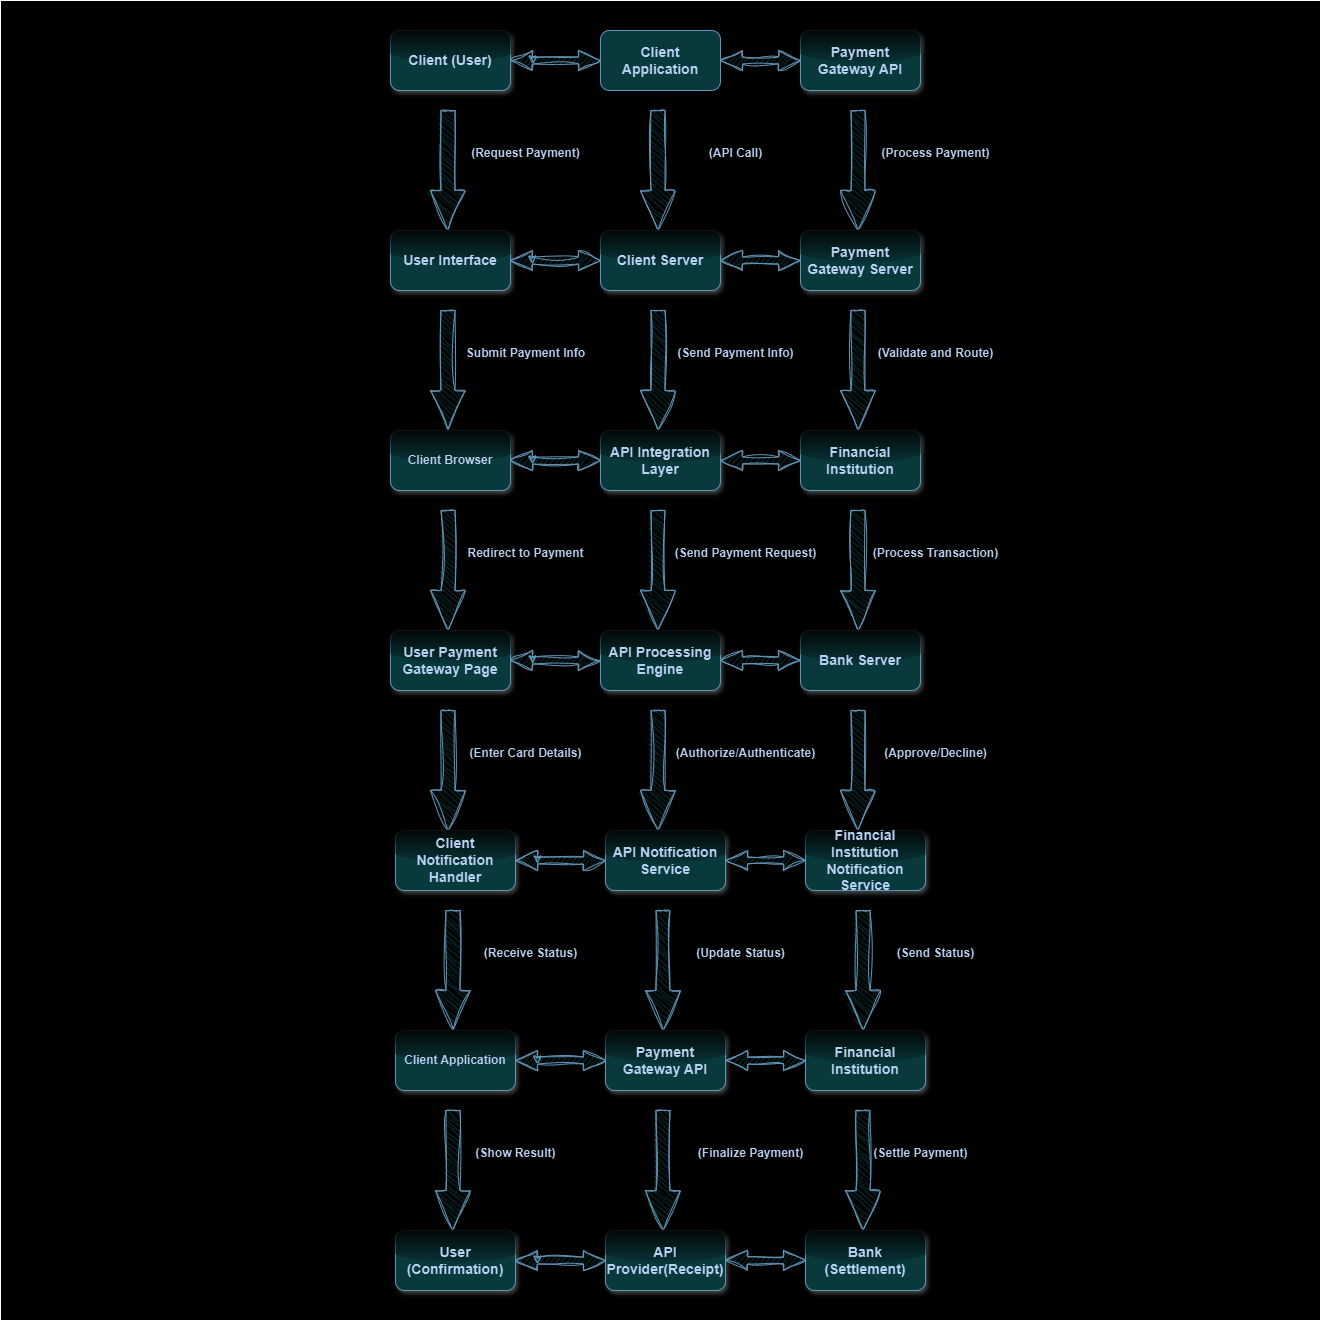 Client (User)
Client
Application
Payment
Gateway API
(Request Payment)
(API Call)
(Process Payment)
User Interface
Client Server
Payment
Gateway Server
Submit Payment Info
(Send Payment Info)
(Validate and Route)
Client Browser
API Integration
Layer
Financial
Institution
Redirect to Payment
(Send Payment Request)
(Process Transaction)
User Payment
Gateway Page
API Processing
Engine
Bank Server
(Enter Card Details)
(Authorize/Authenticate)
(Approve/Decline)
Client
Notification
Handler
API Notification
Service
Financial
Institution
Notification
Service
(Receive Status)
(Update Status)
(Send Status)
Client Application
Payment
Gateway API
Financial
Institution
(Show Result)
(Finalize Payment)
(Settle Payment)
User
(Confirmation)
API
Provider(Receipt)
Bank
(Settlement)